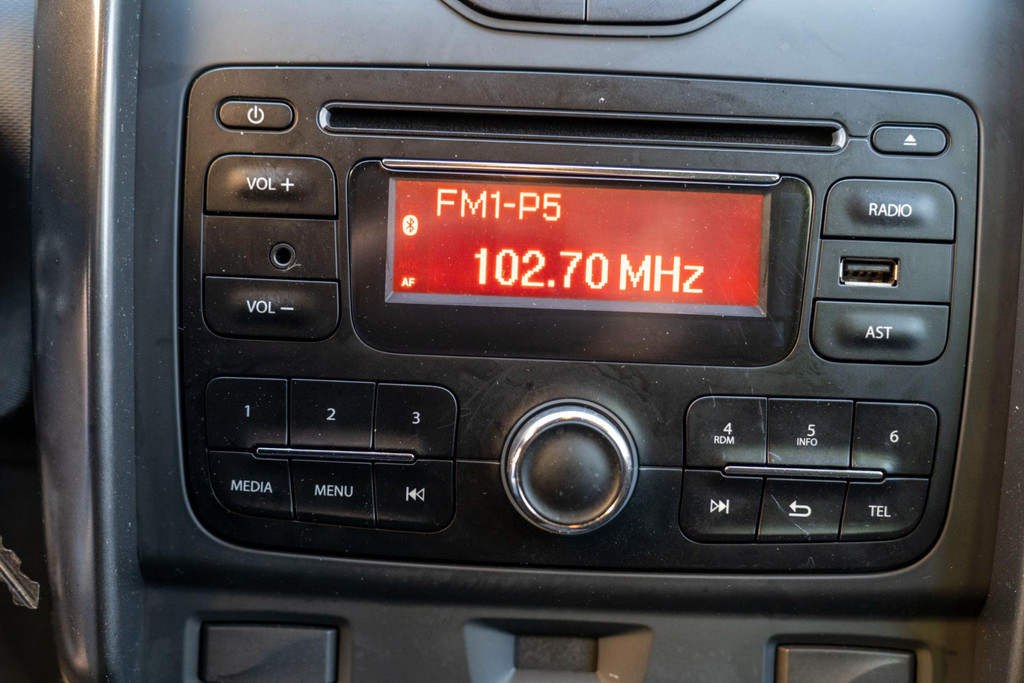 VOL +
RADIO
FM1-P5
102.70 MHz
AF
VOL –
AST
1
2
3
4
RDM
5
INFO
6
MEDIA
MENU
TEL